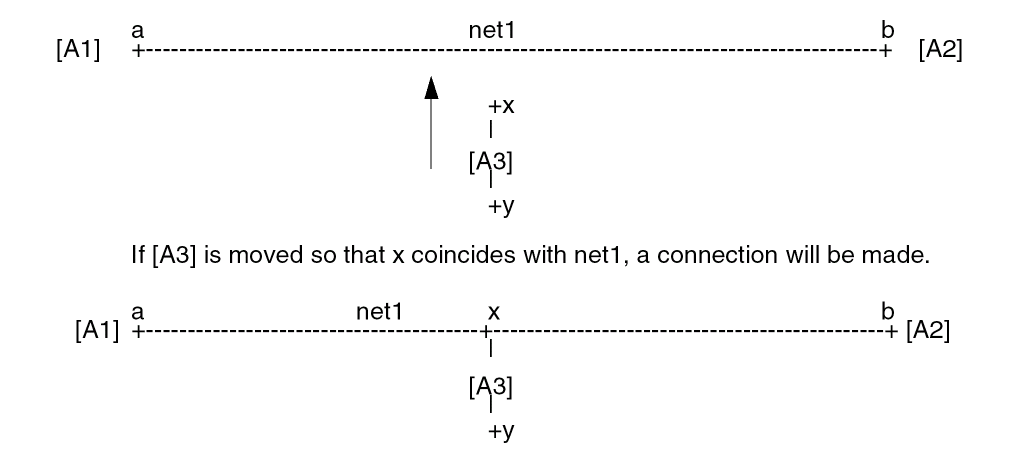 a net1 b
[A1] +----------------------------------------------------------------------------------------+ [A2]
+x
|
[A3]
|
+y
If [A3] is moved so that x coincides with net1, a connection will be made.
a net1 x b
[A1] +----------------------------------------+------------------------------------------------+ [A2]
|
[A3]
|
+y